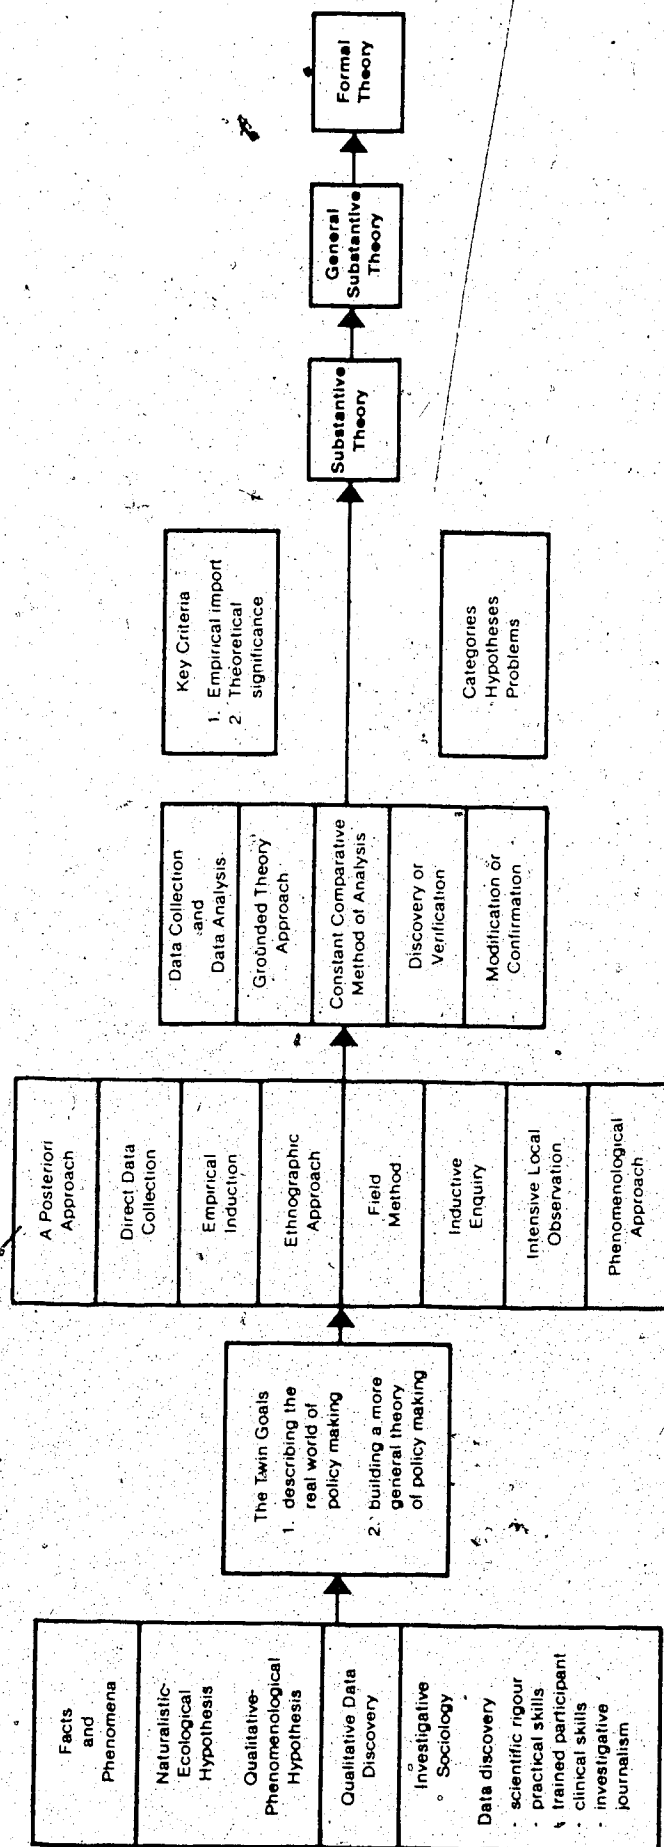 Facts
and
Phenomena
Naturalistic-
Ecological
Hypothesis
Qualitative-
Phenomenological
Hypothesis
Qualitative Data
Discovery
Investigative
Sociology
Data discovery
- scientific rigour
- practical skills
- trained participant
- clinical skills
- investigative
journalism
The Twin Goals
1. describing the
real world of
policy making
2. building a more
general theory
of policy making
A Posteriori
Approach
Direct Data
Collection
Empirical
Induction
Ethnographic
Approach
Field
Method
Inductive
Enquiry
Intensive Local
Observation
Phenomenological
Approach
Data Collection
and
Data Analysis
Grounded Theory
Approach
Constant Comparative
Method of Analysis
Discovery or
Verification
Modification or
Confirmation
Key Criteria
1. Empirical import
2 Theoretical
significance
Categories
Hypotheses
Problems
Substantive
Theory
General
Substantive
Theory
Formal
Theory